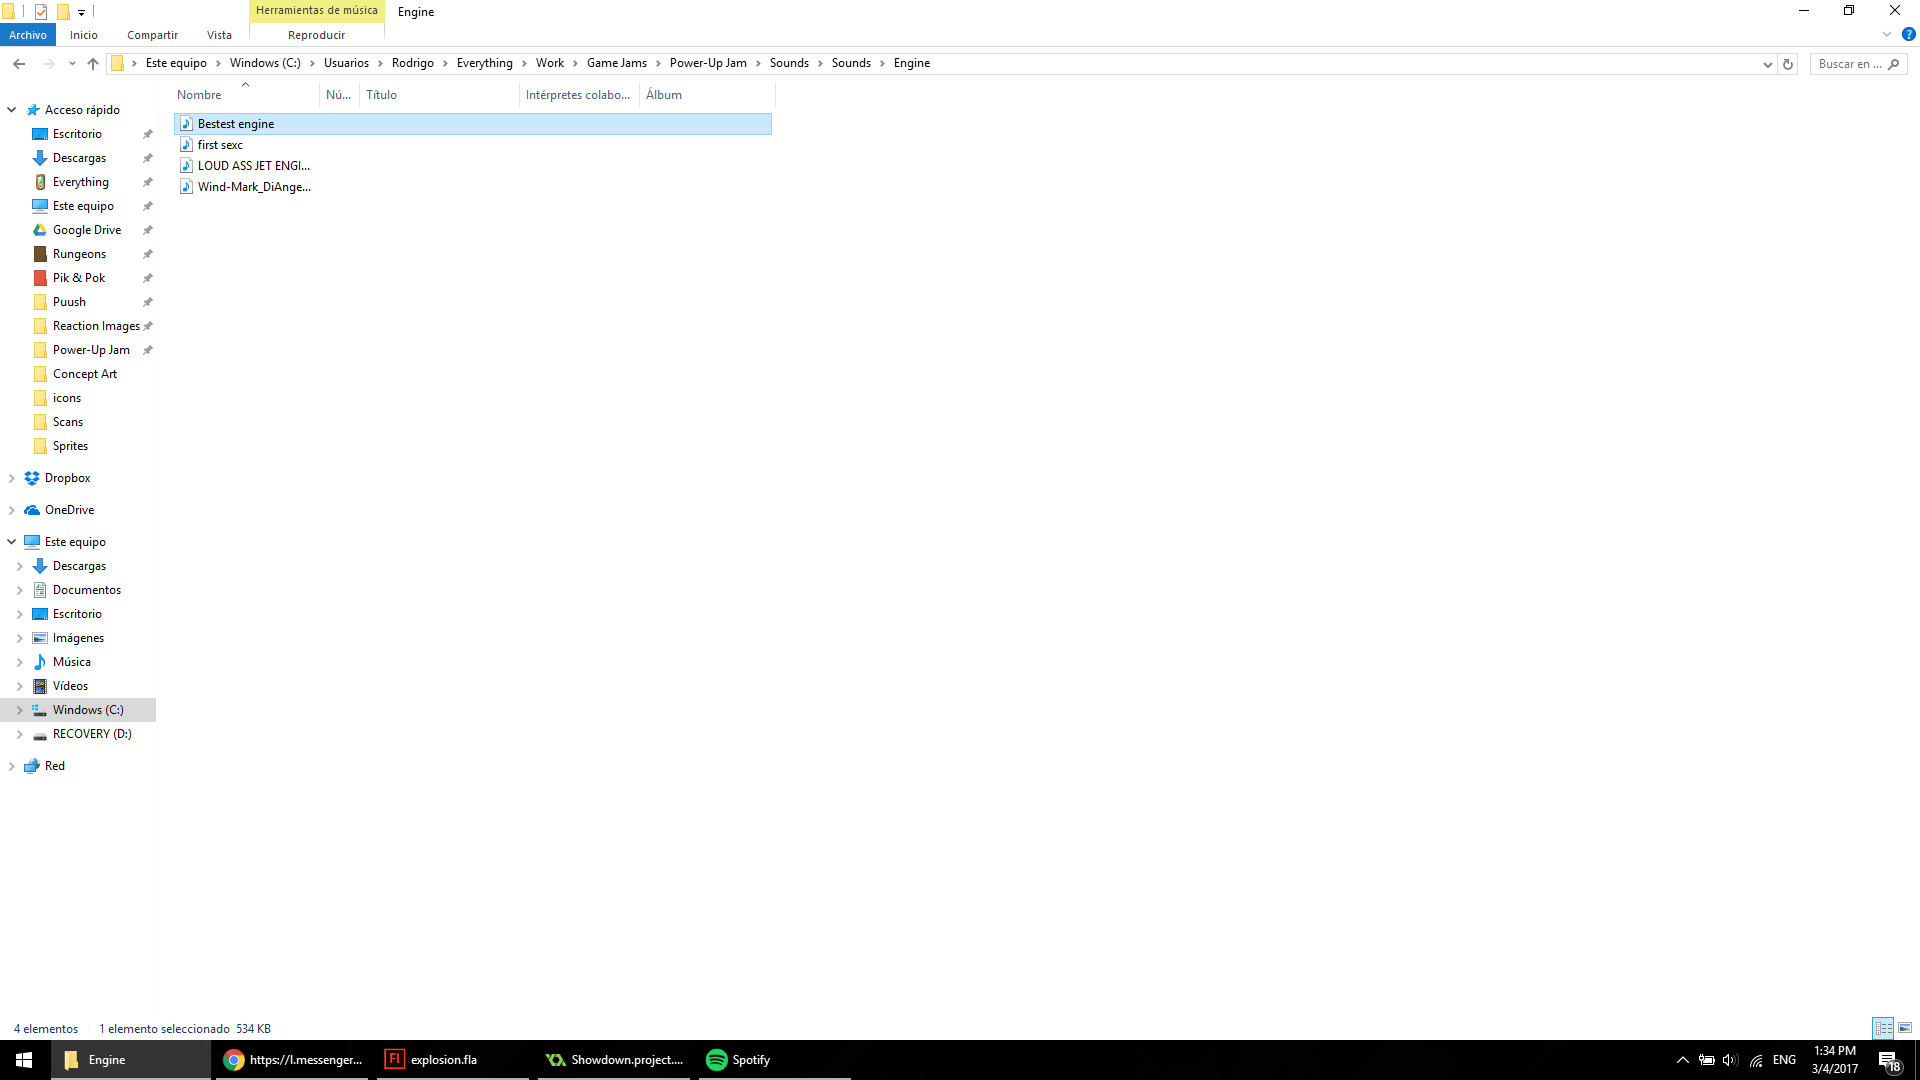 Herramientas de música
Engine
Archivo
Inicio
Compartir
Vista
Reproducir
Este equipo
Windows (C:)
Usuarios
Rodrigo
Everything
Work
Game Jams
Power-Up Jam
Sounds
Sounds
Engine
Buscar en ...
Nombre
Nú...
Título
Intérpretes colabo...
Álbum
Bestest engine
first sexc
LOUD ASS JET ENGI...
Wind-Mark_DiAnge...
Acceso rápido
Escritorio
Descargas
Everything
Este equipo
Google Drive
Rungeons
Pik & Pok
Puush
Reaction Images
Power-Up Jam
Concept Art
icons
Scans
Sprites
Dropbox
OneDrive
Este equipo
Descargas
Documentos
Escritorio
Imágenes
Música
Vídeos
Windows (C:)
RECOVERY (D:)
Red
4 elementos
1 elemento seleccionado 534 KB
Engine
https://l.messenger...
Fl
explosion.fla
Showdown.project....
Spotify
ENG
1:34 PM
3/4/2017
18